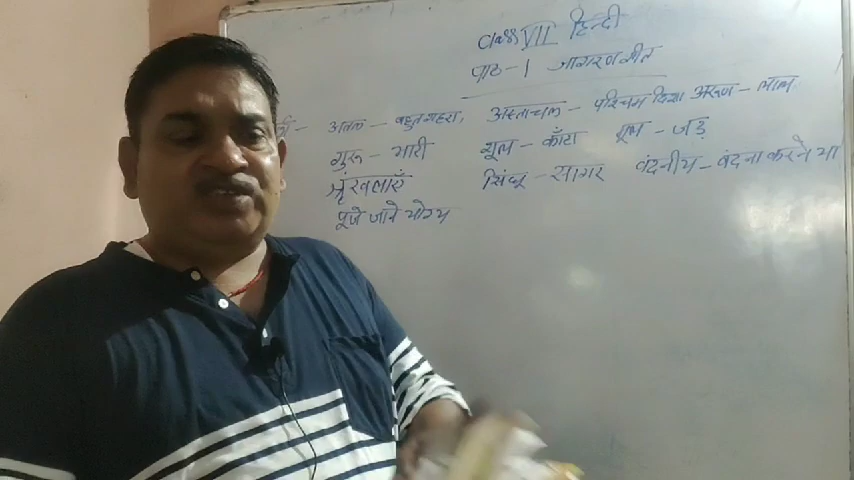 Class VII हिन्दी
पाठ-1 जागरण गीत
अतल - बहुत गहरा, अस्ताचल - पश्चिम दिशा अरूण - लाल
गुरू - भारी शूल - काँटा मूल - जड़
श्रृंखलाएँ सिंधू - सागर वंदनीय - वंदना करने या
पूजे जाने योग्य